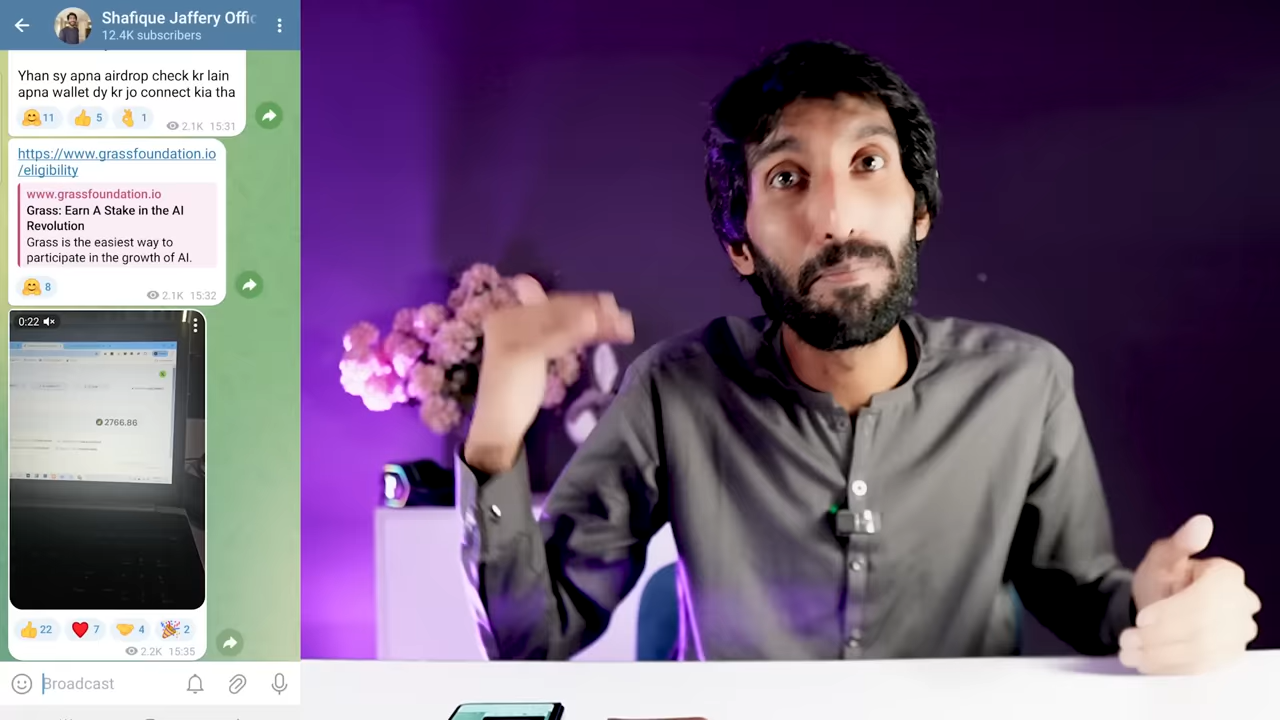 Shafique Jaffery Offic
12.4K subscribers
Yhan sy apna airdrop check kr lain
apna wallet dy kr jo connect kia tha
11 5 1
2.1K 15:31
https://www.grassfoundation.io
/eligibility
www.grassfoundation.io
Grass: Earn A Stake in the AI
Revolution
Grass is the easiest way to
participate in the growth of AI.
8
2.1K 15:32
0:22
2766.86
22 7 4 2
2.2K 15:35
Broadcast